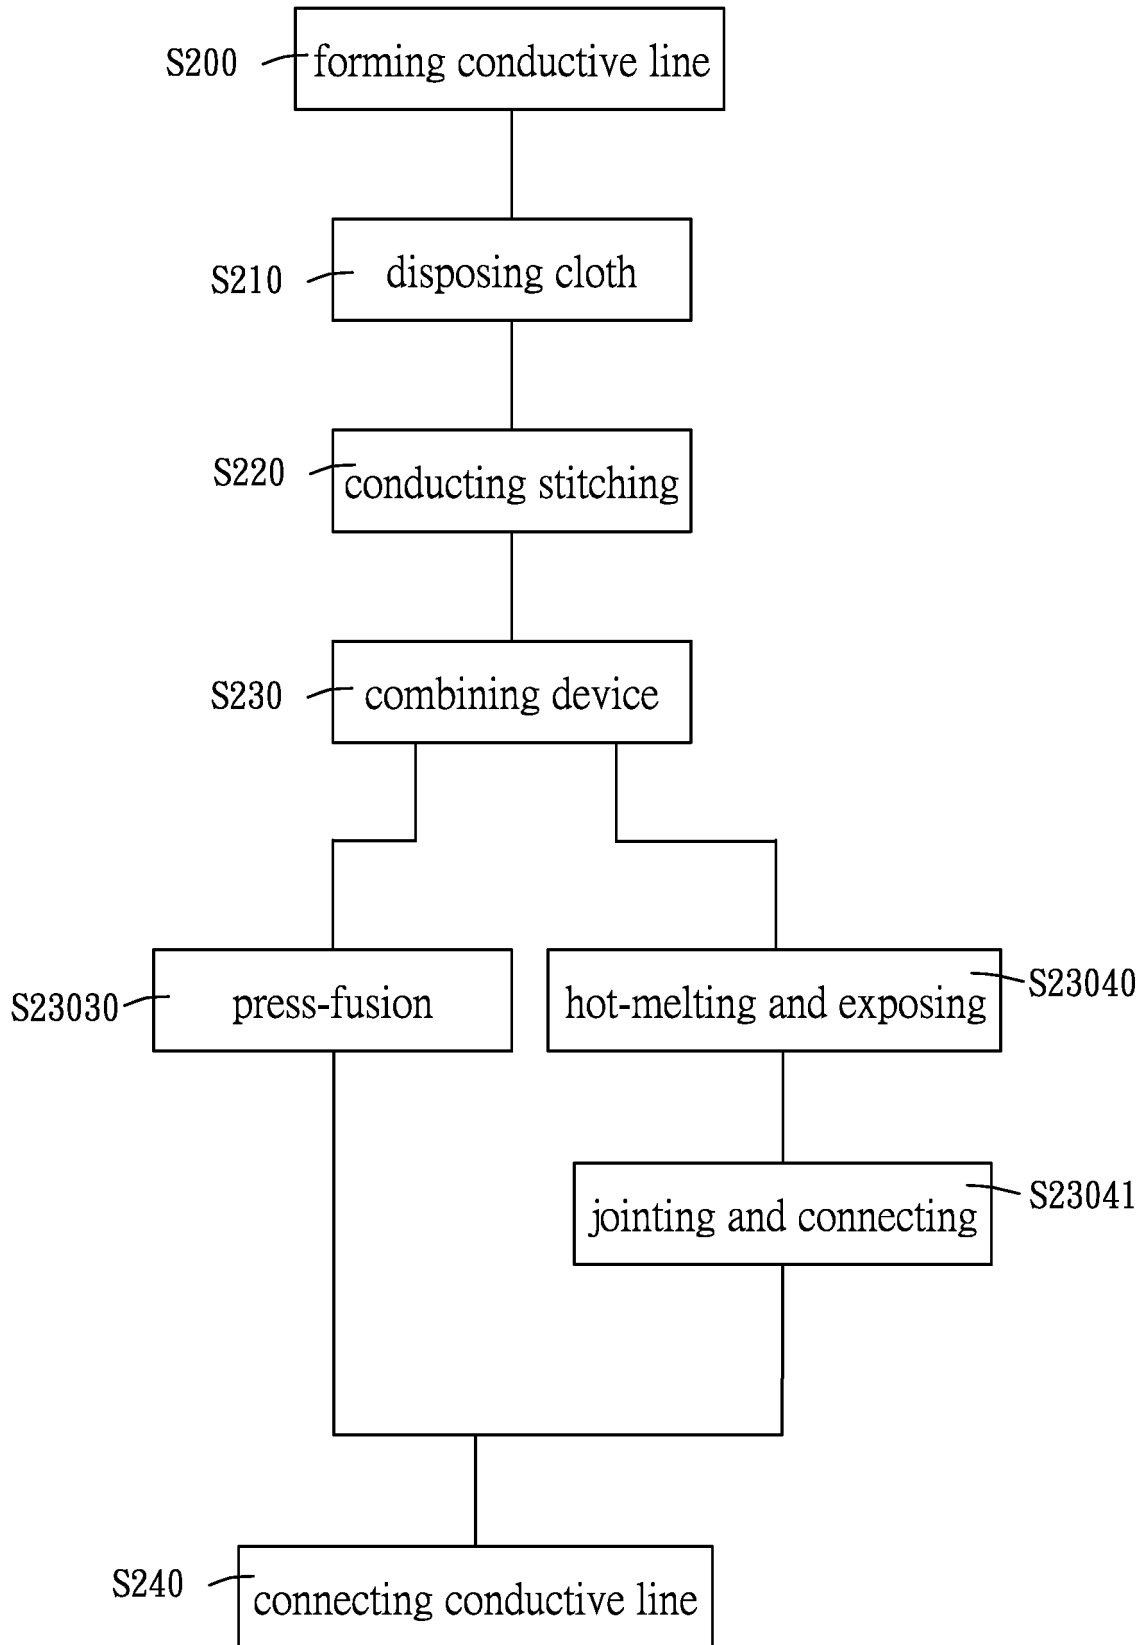 S200
forming conductive line
S210
disposing cloth
S220
conducting stitching
S230
combining device
S23030
press-fusion
hot-melting and exposing
S23040
jointing and connecting
S23041
S240
connecting conductive line